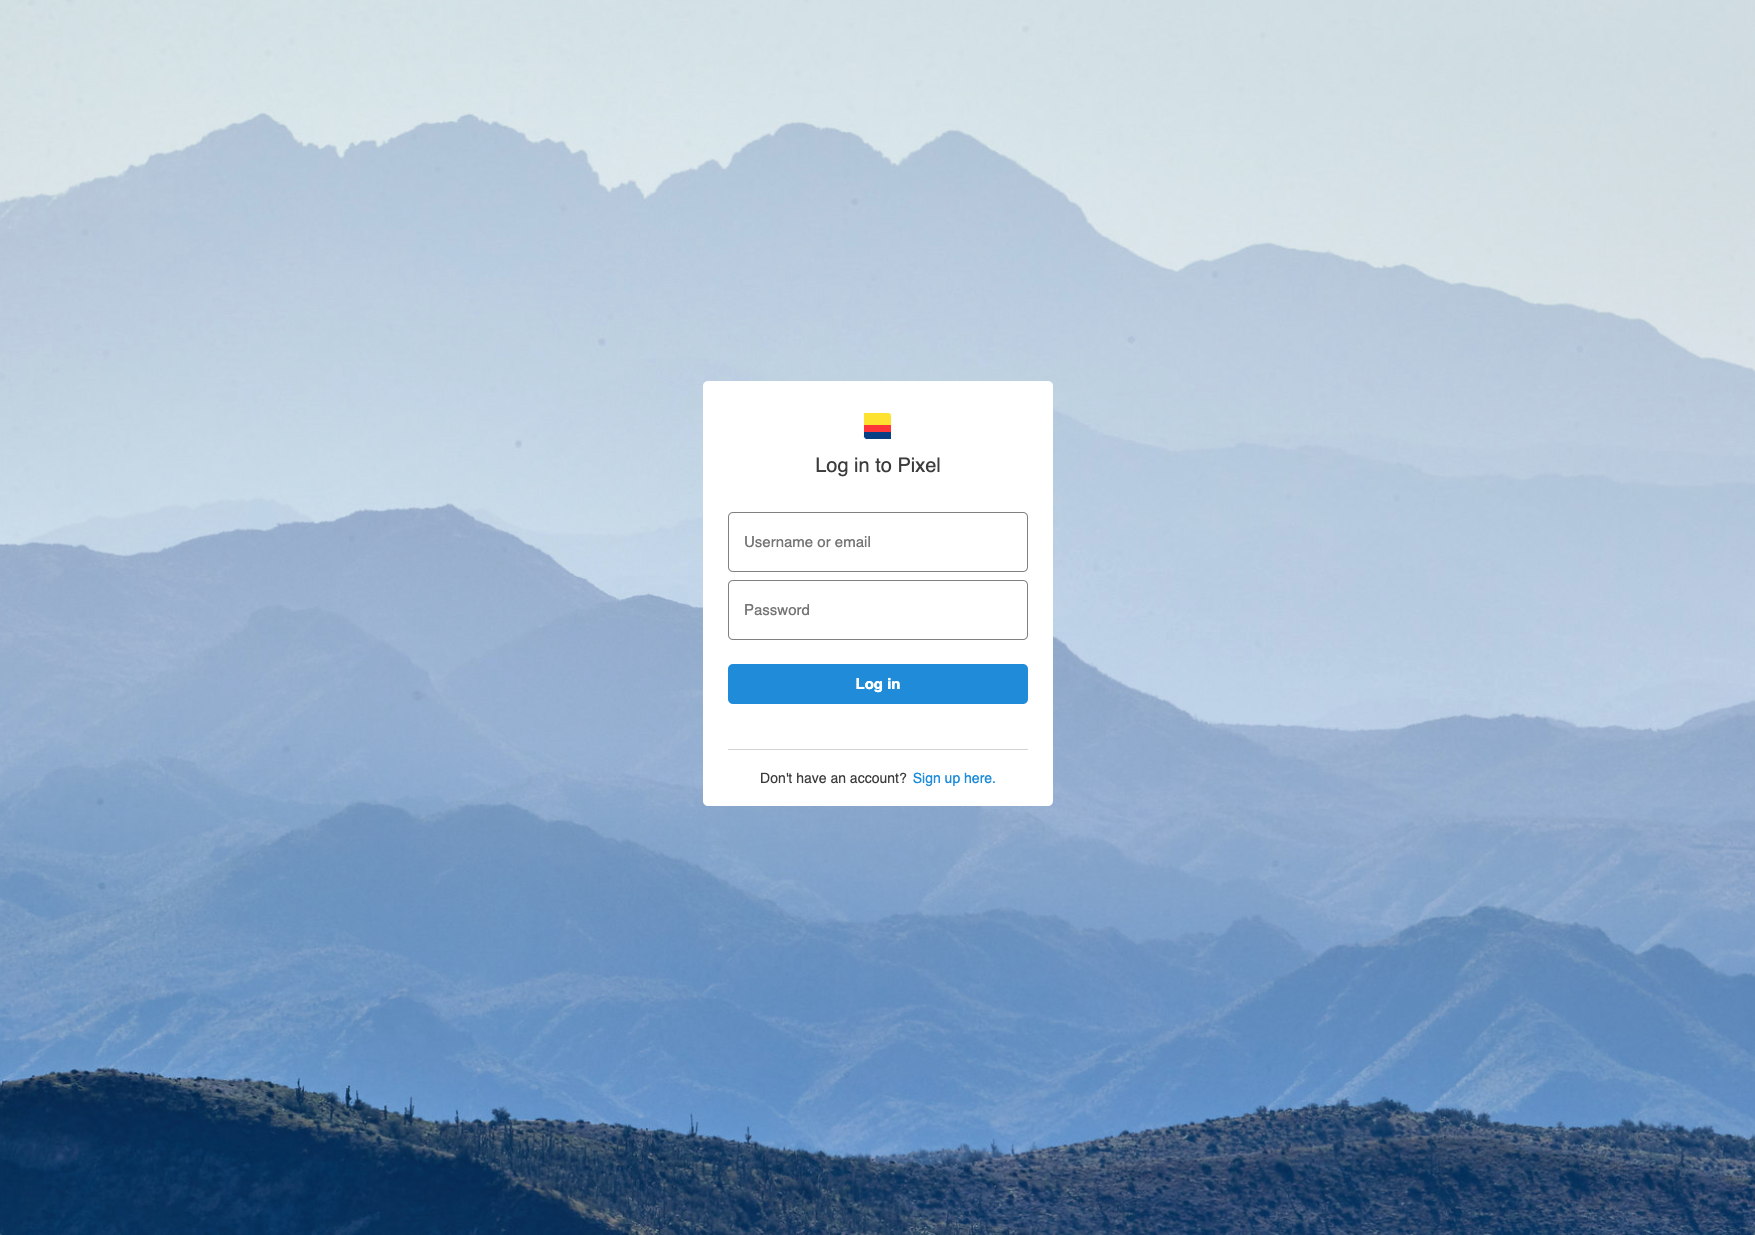 Log in to Pixel
Username or email
Password
Log in
Don't have an account? Sign up here.